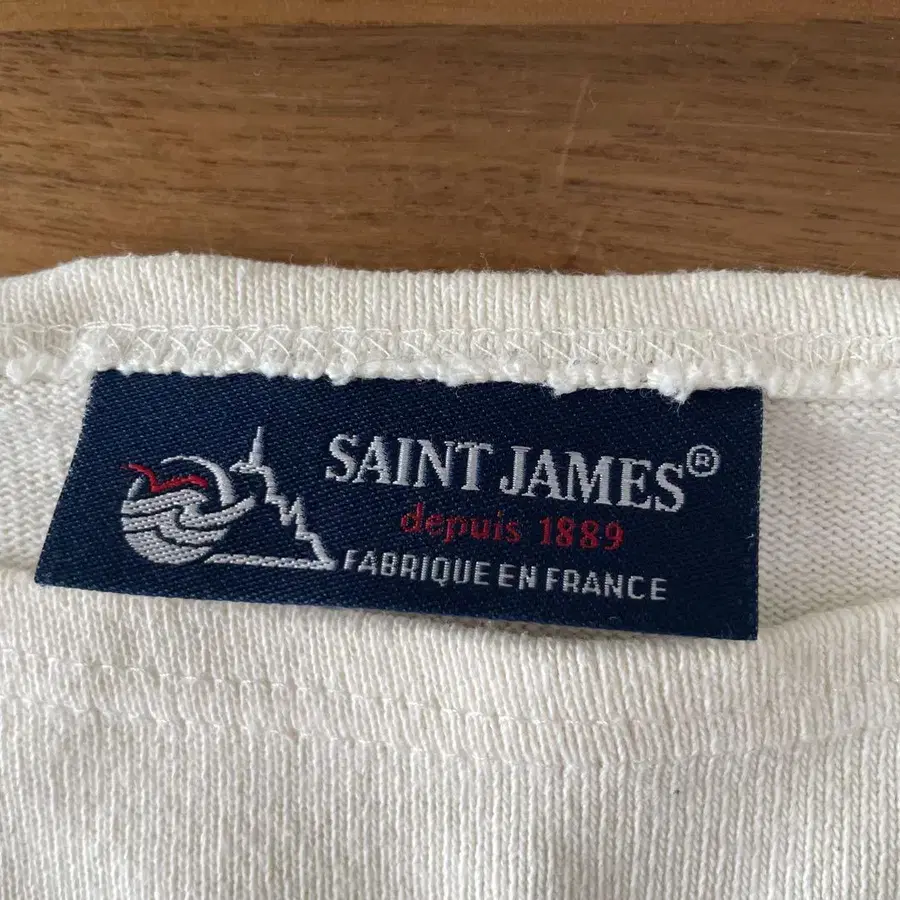 SAINT JAMES®
depuis 1889
FABRIQUE EN FRANCE